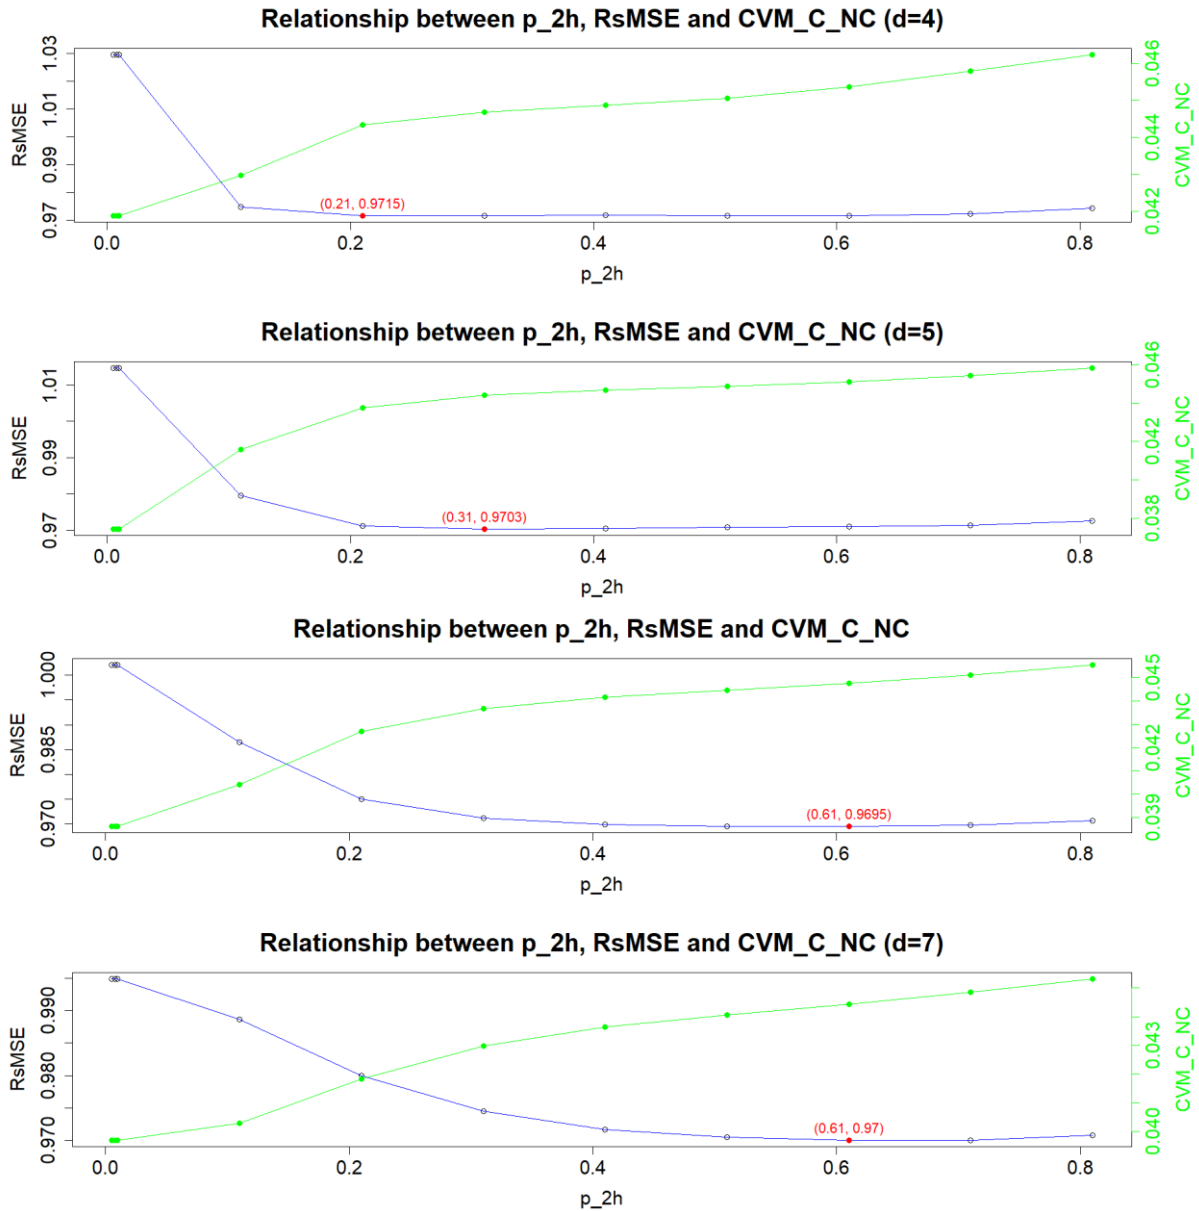 Relationship between p_2h, RsMSE and CVM_C_NC (d=4)
RsMSE
1.03
1.01
0.99
0.97
(0.21, 0.9715)
0.046
0.044
0.042
CVM_C_NC
0.0 0.2 0.4 0.6 0.8
p_2h
Relationship between p_2h, RsMSE and CVM_C_NC (d=5)
RsMSE
1.01
0.99
0.97
(0.31, 0.9703)
0.046
0.042
0.038
CVM_C_NC
0.0 0.2 0.4 0.6 0.8
p_2h
Relationship between p_2h, RsMSE and CVM_C_NC
RsMSE
1.000
0.985
0.970
(0.61, 0.9695)
0.045
0.042
0.039
CVM_C_NC
0.0 0.2 0.4 0.6 0.8
p_2h
Relationship between p_2h, RsMSE and CVM_C_NC (d=7)
RsMSE
0.990
0.980
0.970
(0.61, 0.97)
0.043
0.040
CVM_C_NC
0.0 0.2 0.4 0.6 0.8
p_2h